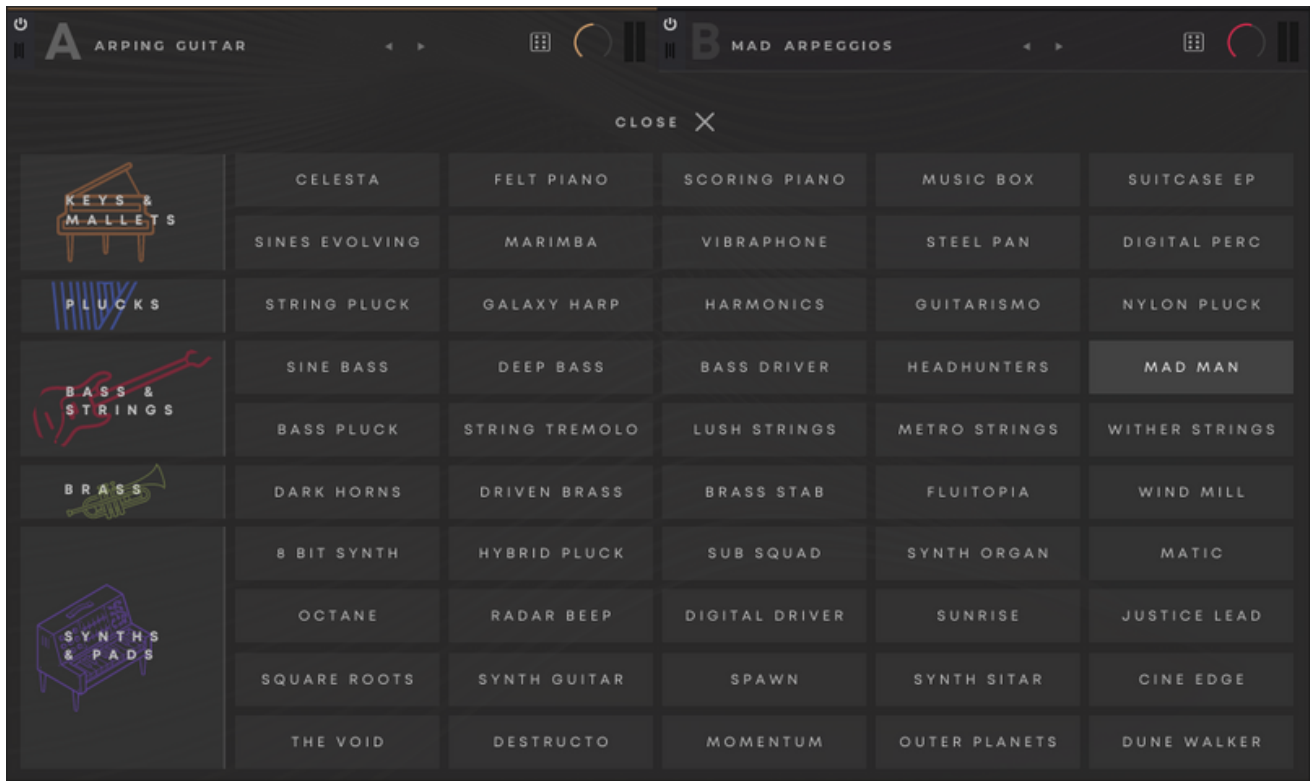 A ARPING GUITAR
B MAD ARPEGGIOS
CLOSE
KEYS &
MALLETS
CELESTA FELT PIANO SCORING PIANO MUSIC BOX SUITCASE EP
SINES EVOLVING MARIMBA VIBRAPHONE STEEL PAN DIGITAL PERC
PLUCKS
STRING PLUCK GALAXY HARP HARMONICS GUITARISMO NYLON PLUCK
BASS &
STRINGS
SINE BASS DEEP BASS BASS DRIVER HEADHUNTERS MAD MAN
BASS PLUCK STRING TREMOLO LUSH STRINGS METRO STRINGS WITHER STRINGS
BRASS
DARK HORNS DRIVEN BRASS BRASS STAB FLUITOPIA WIND MILL
SYNTHS
& PADS
8 BIT SYNTH HYBRID PLUCK SUB SQUAD SYNTH ORGAN MATIC
OCTANE RADAR BEEP DIGITAL DRIVER SUNRISE JUSTICE LEAD
SQUARE ROOTS SYNTH GUITAR SPAWN SYNTH SITAR CINE EDGE
THE VOID DESTRUCTO MOMENTUM OUTER PLANETS DUNE WALKER